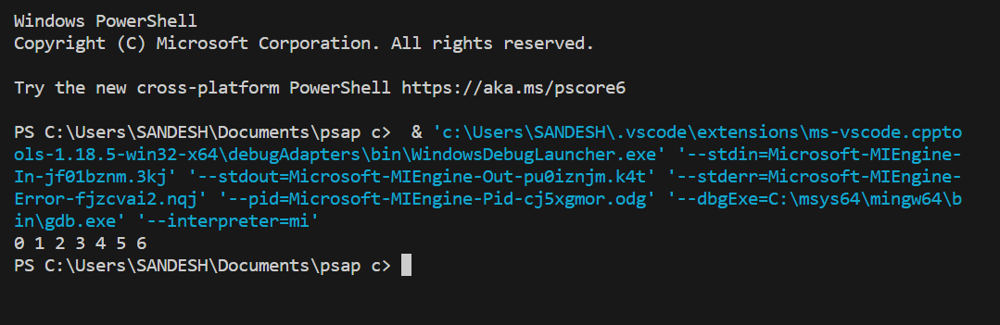 Windows PowerShell
Copyright (C) Microsoft Corporation. All rights reserved.
Try the new cross-platform PowerShell https://aka.ms/pscore6
PS C:\Users\SANDESH\Documents\psap c>  & 'c:\Users\SANDESH\.vscode\extensions\ms-vscode.cppto
ols-1.18.5-win32-x64\debugAdapters\bin\WindowsDebugLauncher.exe' '--stdin=Microsoft-MIEngine-
In-jf01bznm.3kj' '--stdout=Microsoft-MIEngine-Out-pu0iznjm.k4t' '--stderr=Microsoft-MIEngine-
Error-fjzcvai2.nqj' '--pid=Microsoft-MIEngine-Pid-cj5xgmor.odg' '--dbgExe=C:\msys64\mingw64\b
in\gdb.exe' '--interpreter=mi'
0 1 2 3 4 5 6
PS C:\Users\SANDESH\Documents\psap c>